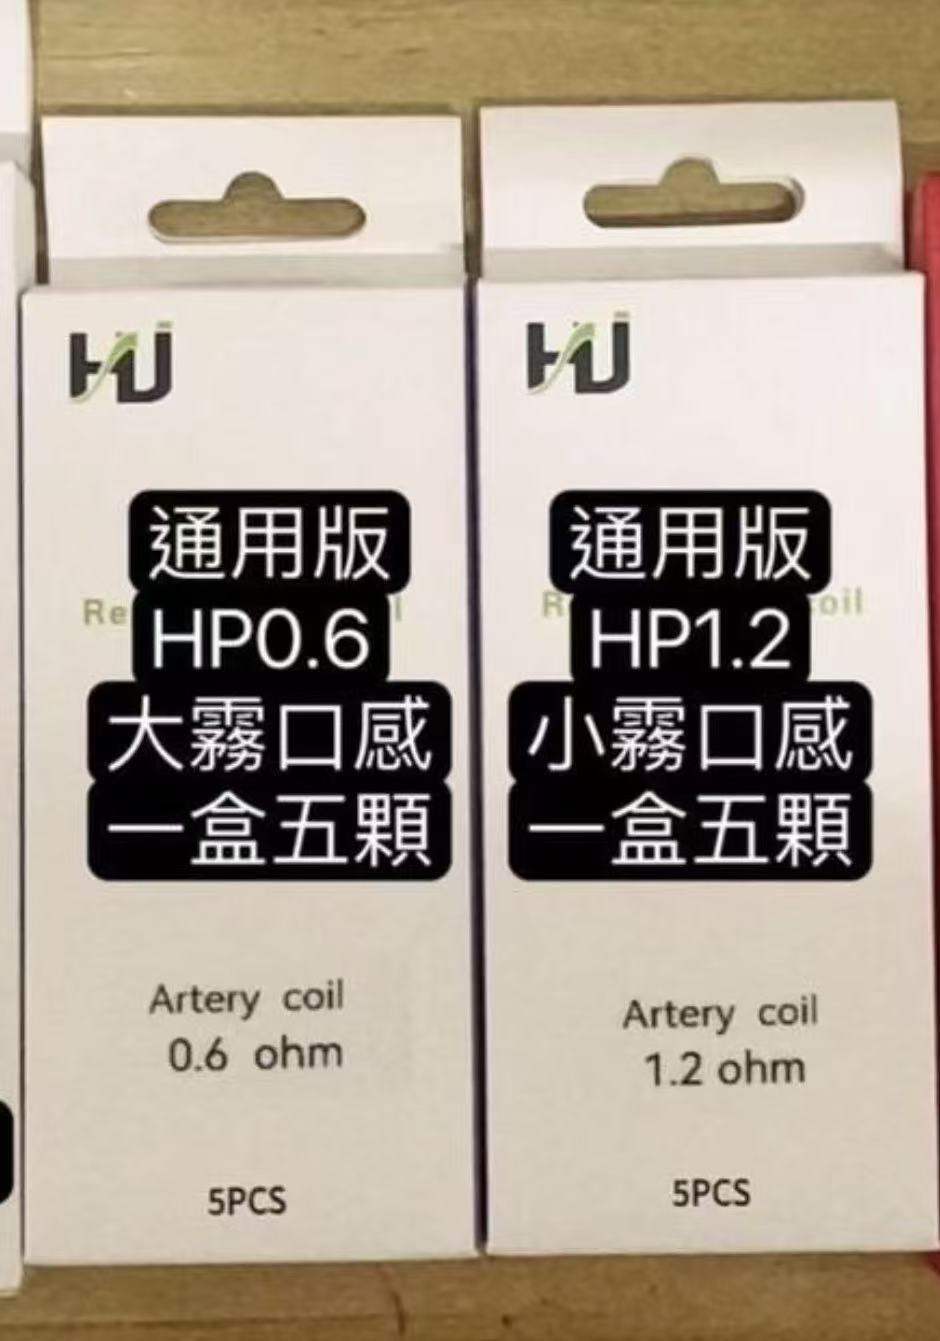 HJ
通用版
HP0.6
大霧口感
一盒五顆
Artery coil
0.6 ohm
5PCS
HJ
通用版
HP1.2
小霧口感
一盒五顆
coil
Artery coil
1.2 ohm
5PCS